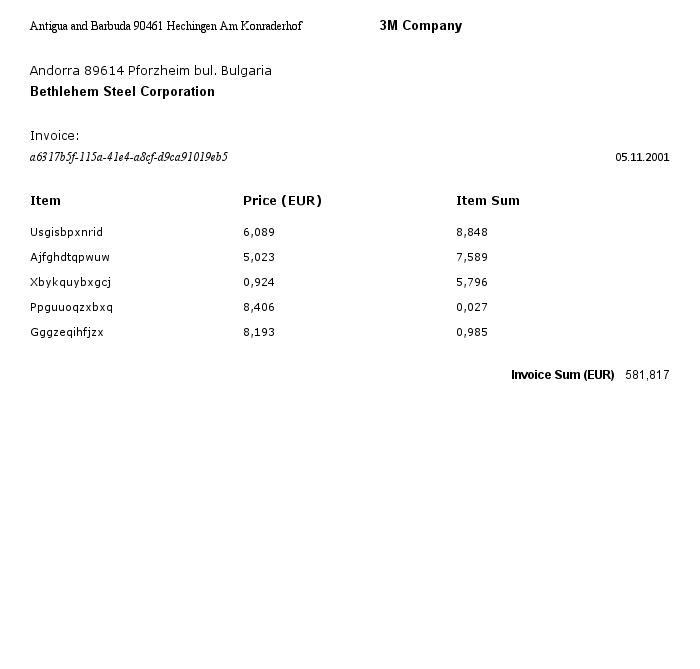 Antigua and Barbuda 90461 Hechingen Am Konraderhof 3M Company
Andorra 89614 Pforzheim bul. Bulgaria
Bethlehem Steel Corporation
Invoice:
a6317b5f-115a-41e4-a8cf-d9ca91019eb5 05.11.2001
Item Price (EUR) Item Sum
Usgisbpxnrid 6,089 8,848
Ajfghdtqpwuw 5,023 7,589
Xbykquybxgcj 0,924 5,796
Ppguuoqzxbxq 8,406 0,027
Gggzeqihfjzx 8,193 0,985
Invoice Sum (EUR) 581,817